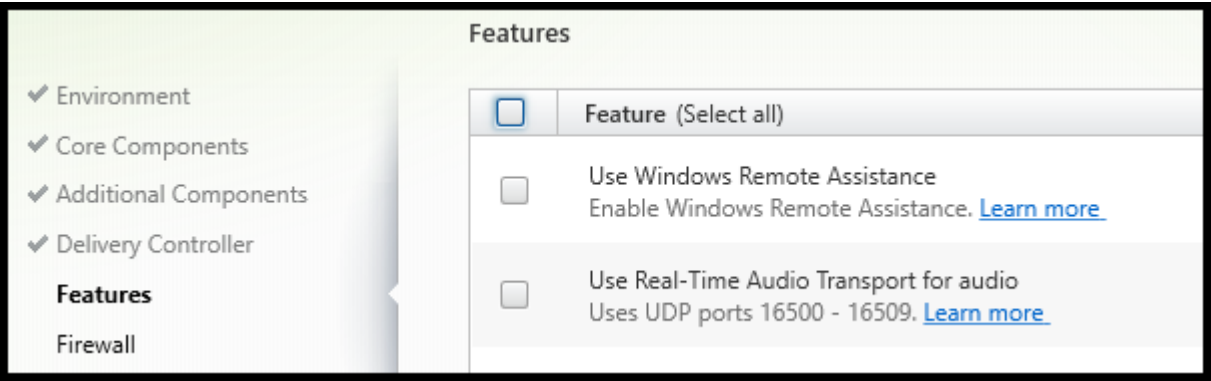 Features
Environment
Core Components
Additional Components
Delivery Controller
Features
Firewall
Feature (Select all)
Use Windows Remote Assistance
Enable Windows Remote Assistance. Learn more
Use Real-Time Audio Transport for audio
Uses UDP ports 16500 - 16509. Learn more